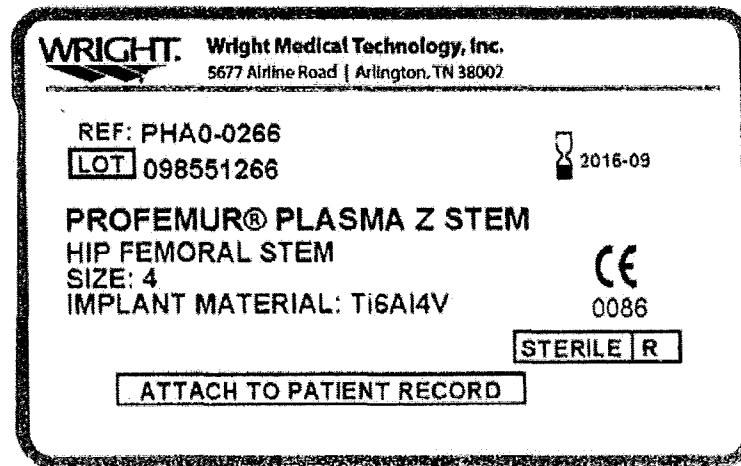 WRIGHT. Wright Medical Technology, Inc.
5677 Airline Road | Arlington, TN 38002
REF: PHA0-0266
LOT 098551266
2016-09
PROFEMUR® PLASMA Z STEM
HIP FEMORAL STEM
SIZE: 4
IMPLANT MATERIAL: Ti6Al4V
CE
0086
STERILE R
ATTACH TO PATIENT RECORD